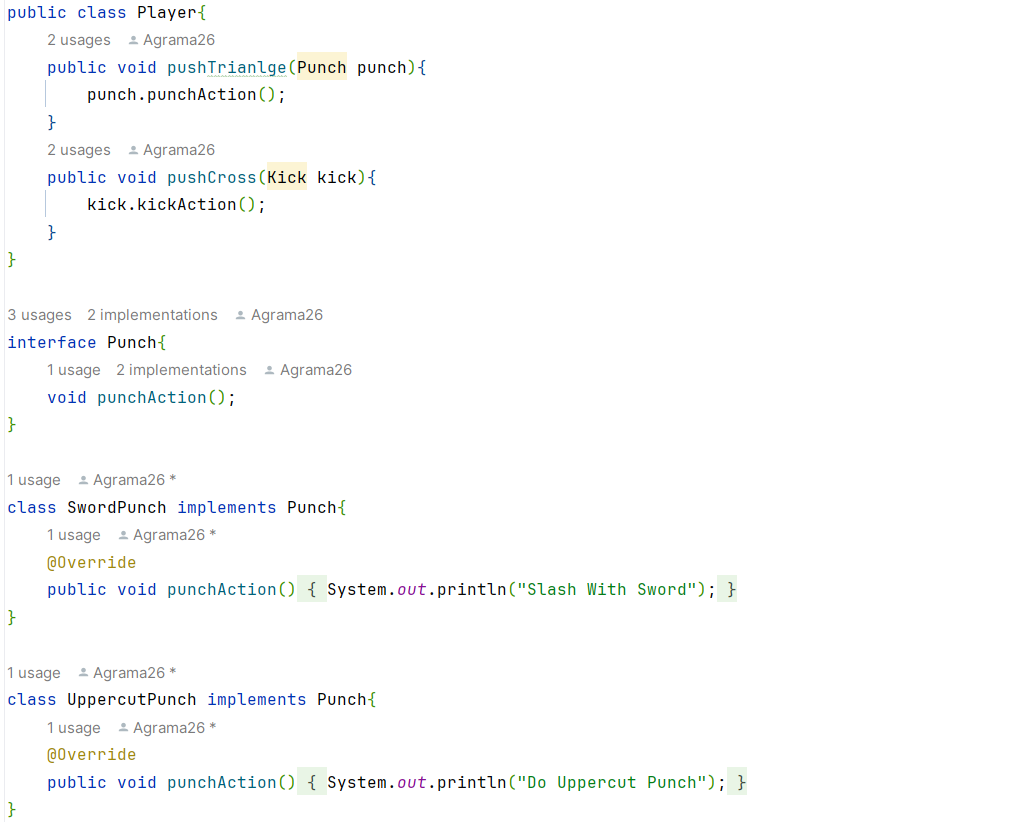 public class Player{
2 usages Agrama26
public void pushTrianlge(Punch punch){
punch.punchAction();
}
2 usages Agrama26
public void pushCross(Kick kick){
kick.kickAction();
}
}
3 usages 2 implementations Agrama26
interface Punch{
1 usage 2 implementations Agrama26
void punchAction();
}
1 usage Agrama26 *
class SwordPunch implements Punch{
1 usage Agrama26 *
@Override
public void punchAction() { System.out.println("Slash With Sword"); }
}
1 usage Agrama26 *
class UppercutPunch implements Punch{
1 usage Agrama26 *
@Override
public void punchAction() { System.out.println("Do Uppercut Punch"); }
}